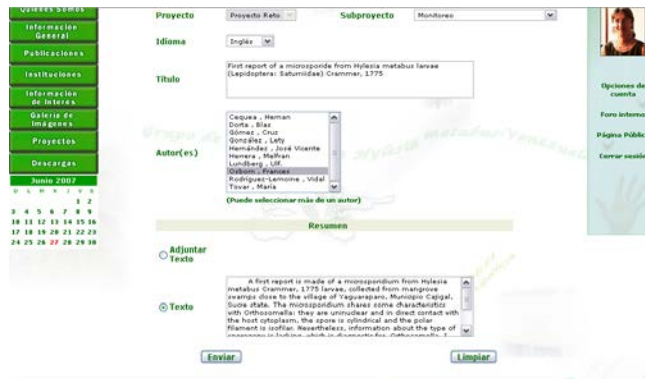 Quienes Somos
Información
General
Publicaciones
Instituciones
Información
de Interés
Galería de
Imágenes
Proyectos
Descargas
Junio 2007
D L M M J V S
1 2
3 4 5 6 7 8 9
10 11 12 13 14 15 16
17 18 19 20 21 22 23
24 25 26 27 28 29 30
Proyecto Proyecto Reto Subproyecto Monitoreo
Idioma Inglés
Título
First report of a microsporide from Hylesia metabus larvae
(Lepidoptera: Saturniidae) Crammer, 1775
Autor(es)
Cequea , Hernan
Dorta , Blas
Gómez , Cruz
González , Lety
Hernández , José Vicente
Herrera , Melfran
Lundberg , Ulf.
Osborn , Frances
Rodríguez-Lemoine , Vidal
Tovar , María
(Puede seleccionar más de un autor)
Resumen
Adjuntar
Texto
Texto
A first report is made of a microsporidium from Hylesia
metabus Crammer, 1775 larvae, collected from mangrove
swamps close to the village of Yaguaraparo, Municipio Cajigal,
Sucre state. The microsporidium shares some characteristics
with Orthosomella: they are uninuclear and in direct contact with
the host cytoplasm, the spore is cylindrical and the polar
filament is isofilar. Nevertheless, information about the type of
Enviar Limpiar
Opciones de
cuenta
Foro interno
Página Públic
Cerrar sesión